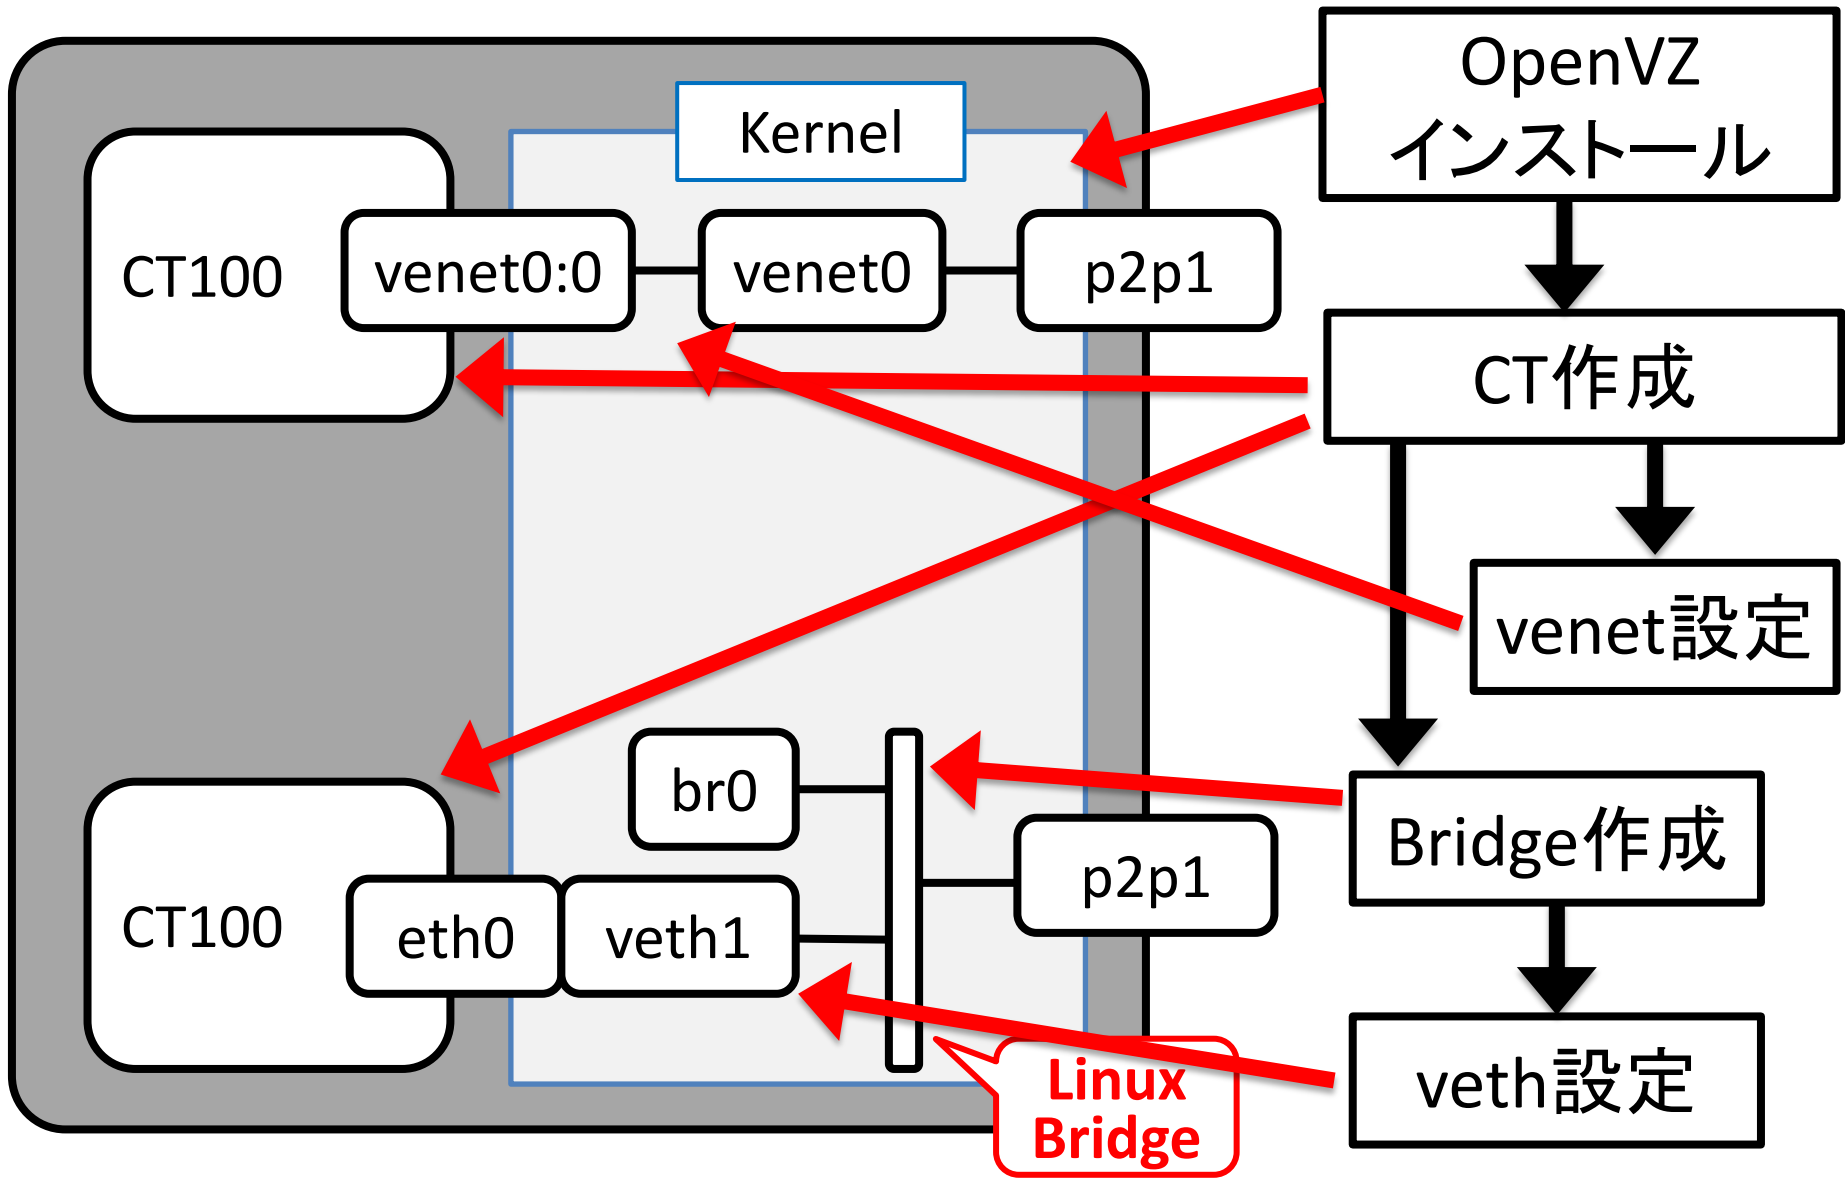 Kernel
CT100
venet0:0
venet0
p2p1
br0
CT100
eth0
veth1
p2p1
Linux
Bridge
OpenVZ
インストール
CT作成
venet設定
Bridge作成
veth設定